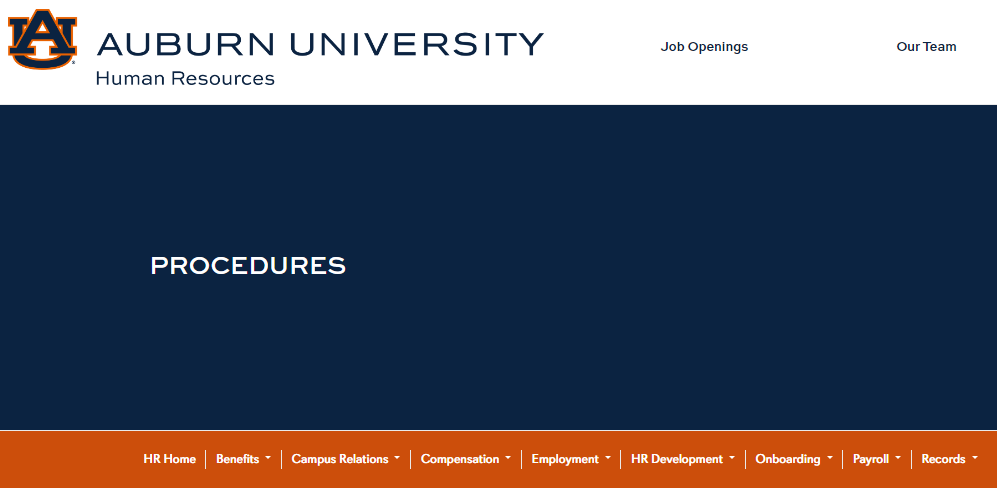 AU
AUBURN UNIVERSITY
Human Resources
Job Openings
Our Team
PROCEDURES
HR Home Benefits Campus Relations Compensation Employment HR Development Onboarding Payroll Records